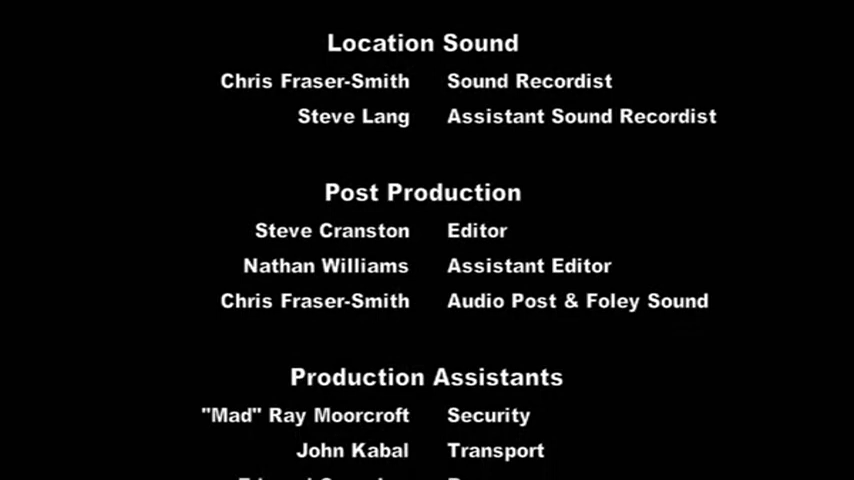 Location Sound
Chris Fraser-Smith Sound Recordist
Steve Lang Assistant Sound Recordist
Post Production
Steve Cranston Editor
Nathan Williams Assistant Editor
Chris Fraser-Smith Audio Post & Foley Sound
Production Assistants
"Mad" Ray Moorcroft Security
John Kabal Transport